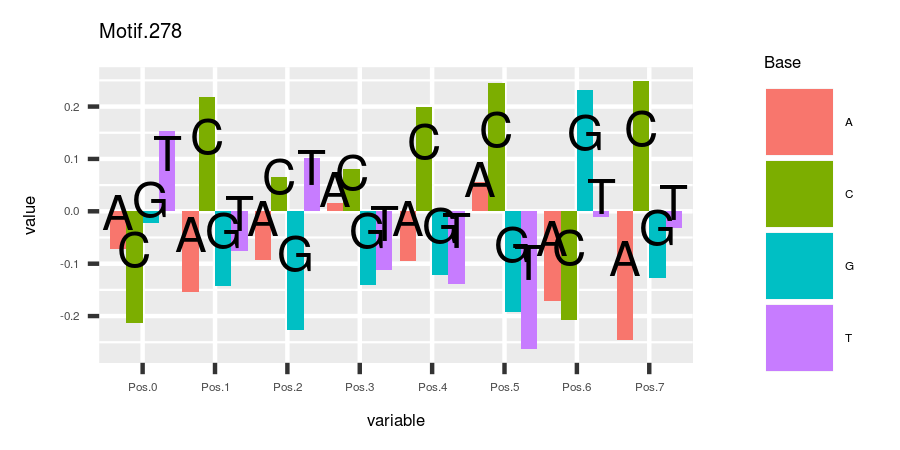 Motif.278
Base
A
C
G
T
value
0.2
0.1
0.0
-0.1
-0.2
A C G T A C G T A C G T A C G T A C G T A C G T A C G T A C G T
Pos.0 Pos.1 Pos.2 Pos.3 Pos.4 Pos.5 Pos.6 Pos.7
variable